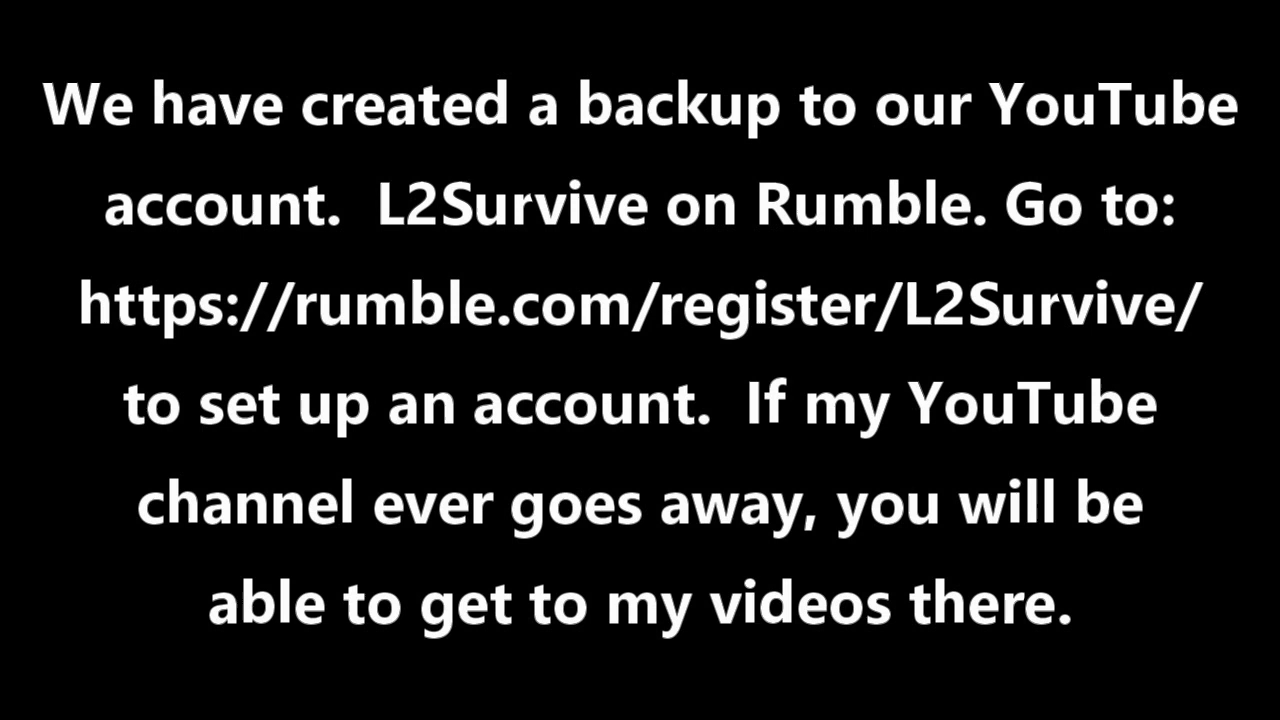 We have created a backup to our YouTube
account.  L2Survive on Rumble. Go to:
https://rumble.com/register/L2Survive/
to set up an account.  If my YouTube
channel ever goes away, you will be
able to get to my videos there.